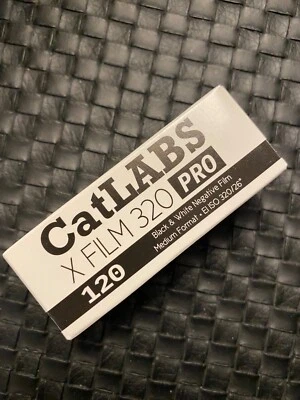 CatLABS
X FILM 320 PRO
Black & White Negative Film
Medium Format • EI ISO 320/26°
120